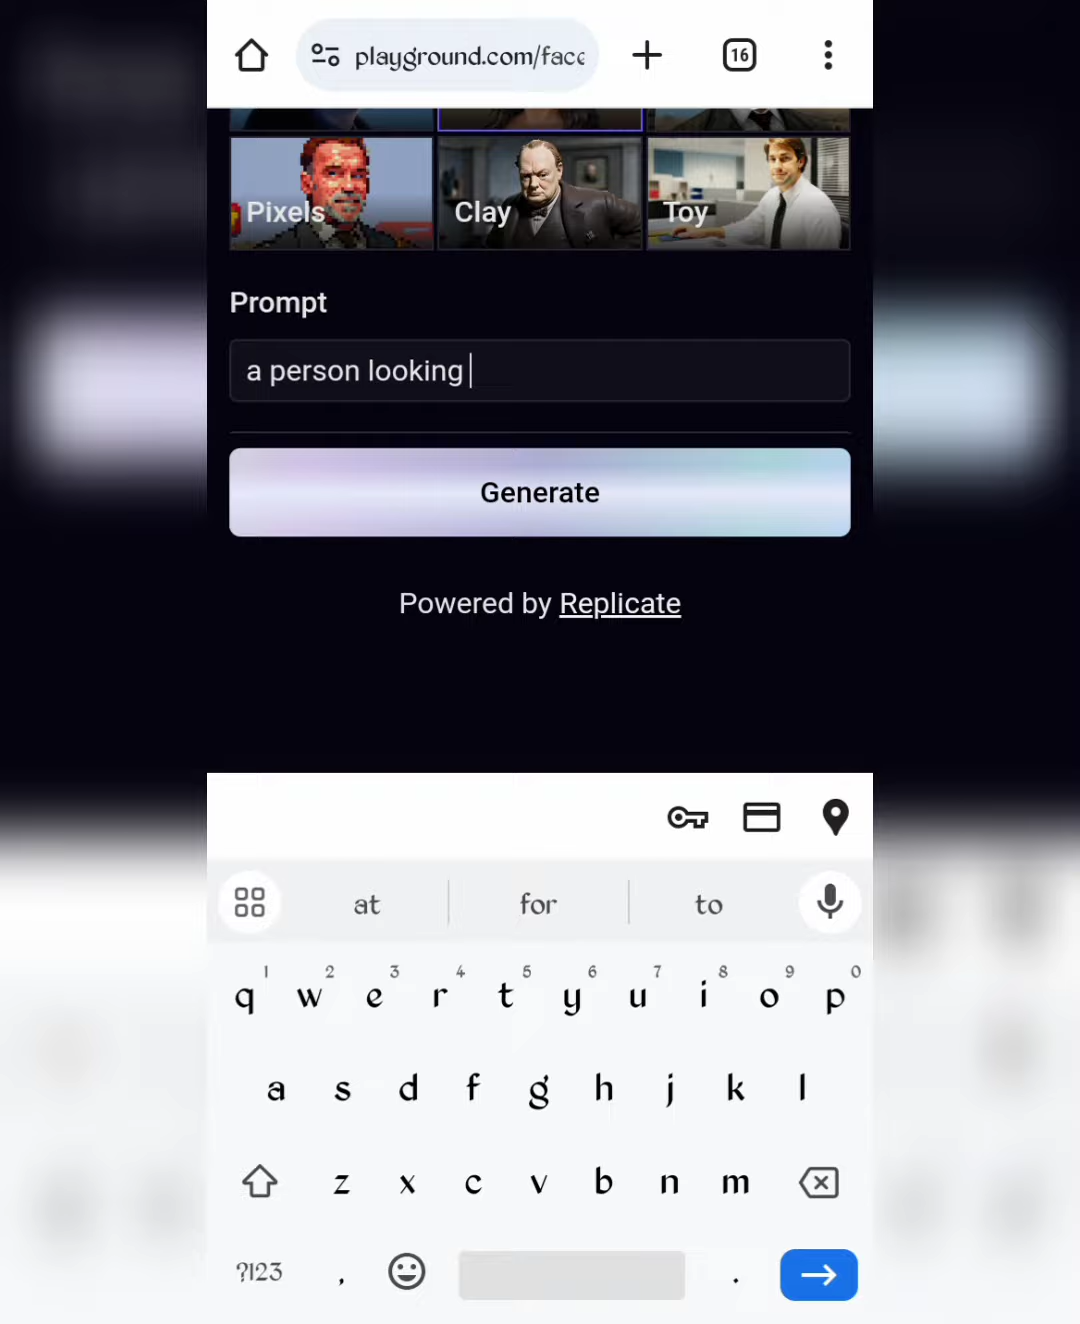 playground.com/face
16
Pixels
Clay
Toy
Prompt
a person looking
Generate
Powered by Replicate
at for to
1 2 3 4 5 6 7 8 9 0
q w e r t y u i o p
a s d f g h j k l
z x c v b n m
?123 , .